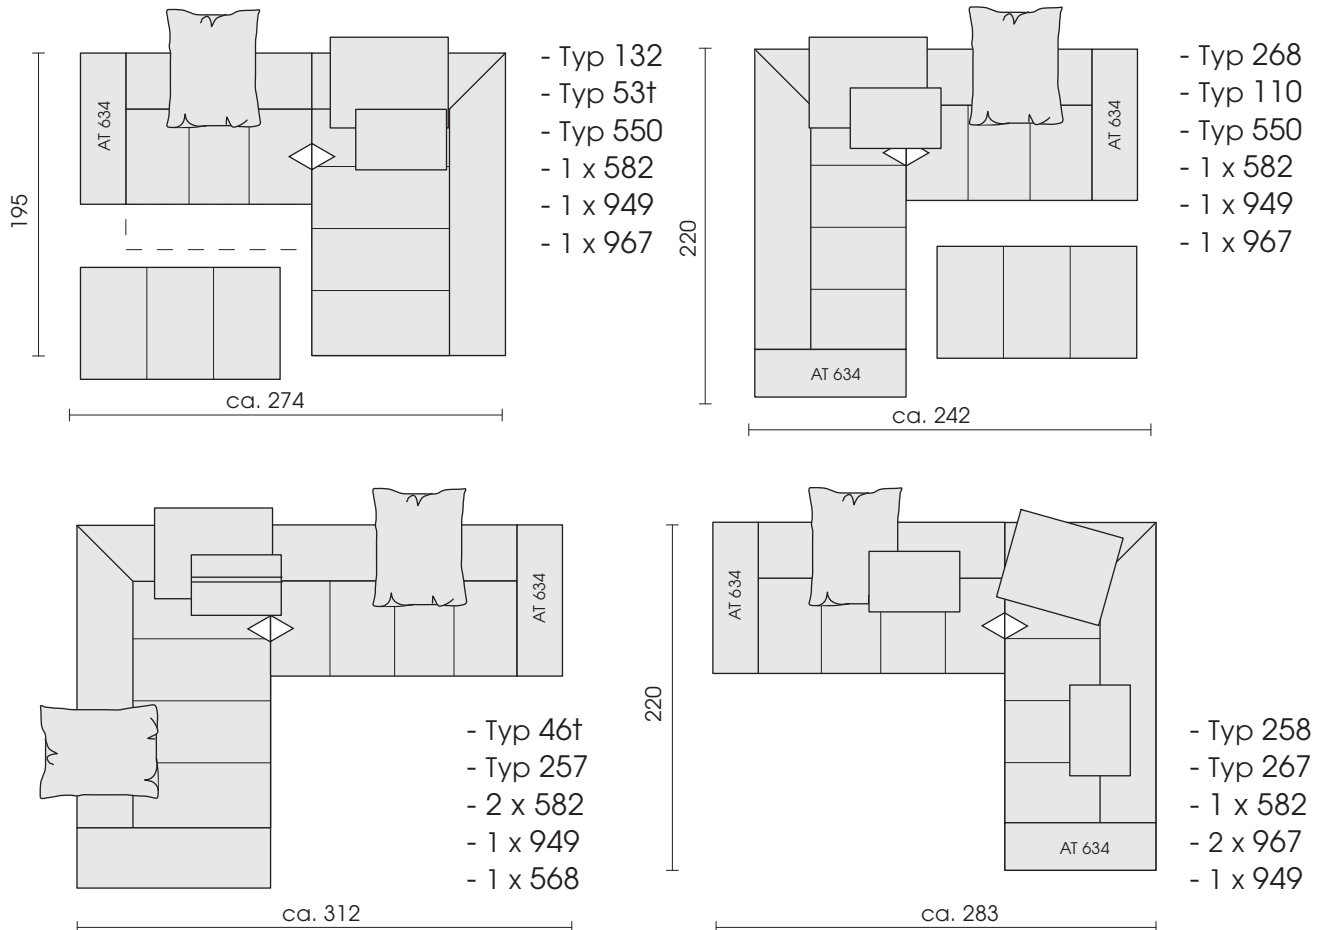 AT 634
195
ca. 274
- Typ 132
- Typ 53t
- Typ 550
- 1 x 582
- 1 x 949
- 1 x 967
220
AT 634
AT 634
ca. 242
- Typ 268
- Typ 110
- Typ 550
- 1 x 582
- 1 x 949
- 1 x 967
AT 634
- Typ 46t
- Typ 257
- 2 x 582
- 1 x 949
- 1 x 568
ca. 312
AT 634
220
AT 634
- Typ 258
- Typ 267
- 1 x 582
- 2 x 967
- 1 x 949
ca. 283